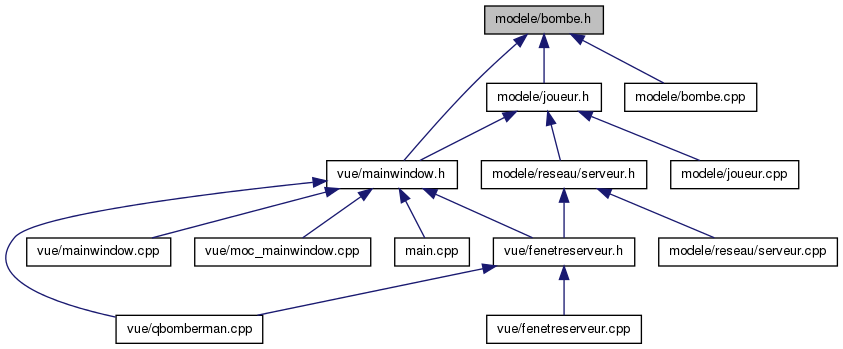 modele/bombe.h
modele/joueur.h
modele/bombe.cpp
vue/mainwindow.h
modele/reseau/serveur.h
modele/joueur.cpp
vue/mainwindow.cpp
vue/moc_mainwindow.cpp
main.cpp
vue/fenetreserveur.h
modele/reseau/serveur.cpp
vue/qbomberman.cpp
vue/fenetreserveur.cpp